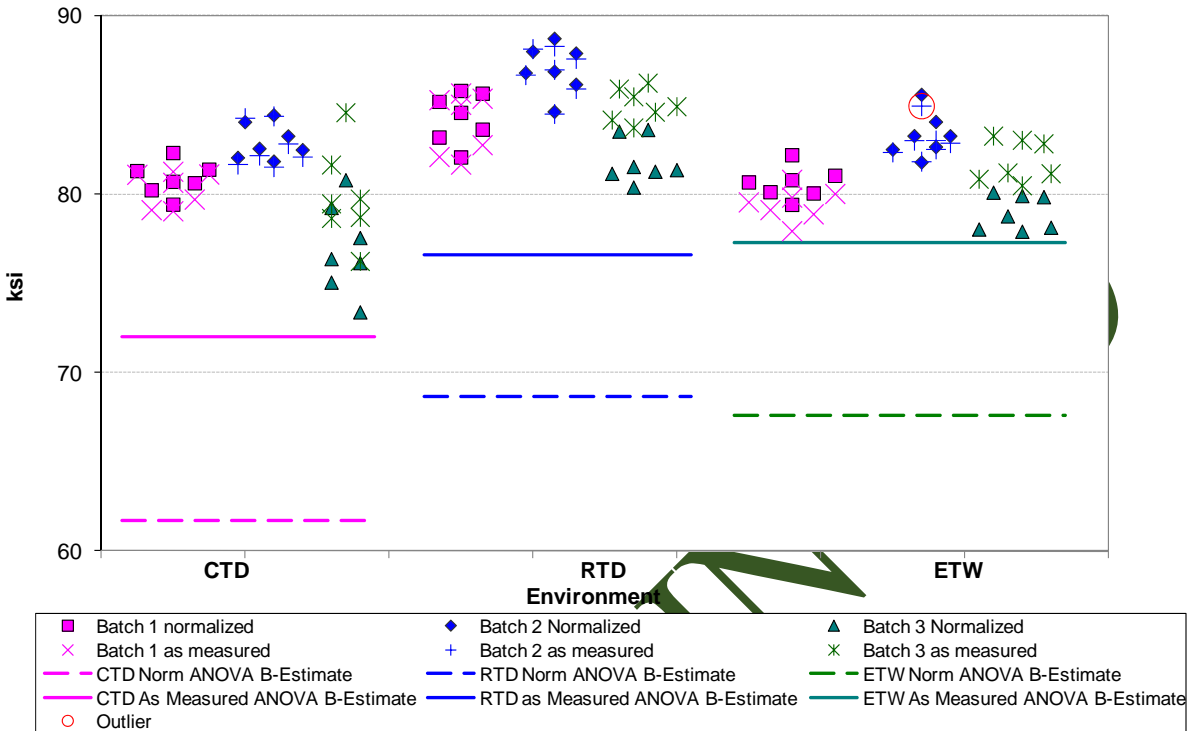 ksi
90
80
70
60
CTD RTD ETW
Environment
Batch 1 normalized Batch 2 Normalized Batch 3 Normalized
Batch 1 as measured Batch 2 as measured Batch 3 as measured
CTD Norm ANOVA B-Estimate RTD Norm ANOVA B-Estimate ETW Norm ANOVA B-Estimate
CTD As Measured ANOVA B-Estimate RTD as Measured ANOVA B-Estimate ETW As Measured ANOVA B-Estimate
Outlier